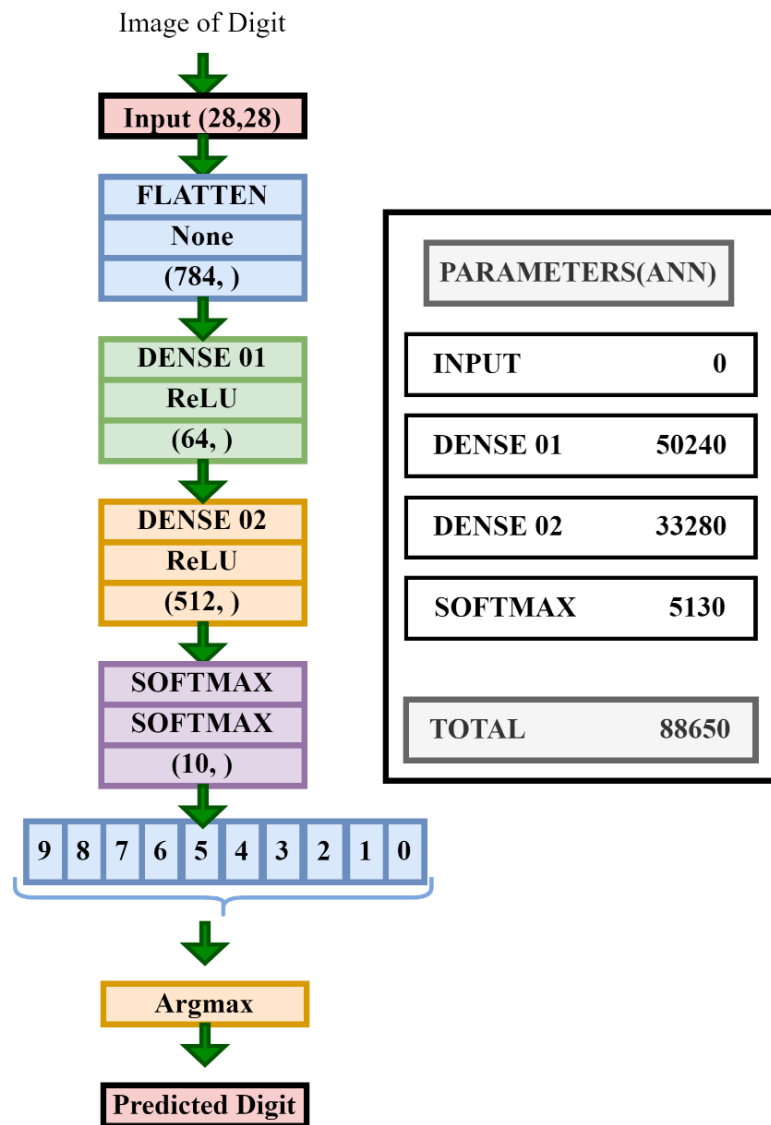 Image of Digit
Input (28,28)
FLATTEN
None
(784, )
DENSE 01
ReLU
(64, )
DENSE 02
ReLU
(512, )
SOFTMAX
SOFTMAX
(10, )
9 8 7 6 5 4 3 2 1 0
Argmax
Predicted Digit
PARAMETERS(ANN)
INPUT 0
DENSE 01 50240
DENSE 02 33280
SOFTMAX 5130
TOTAL 88650